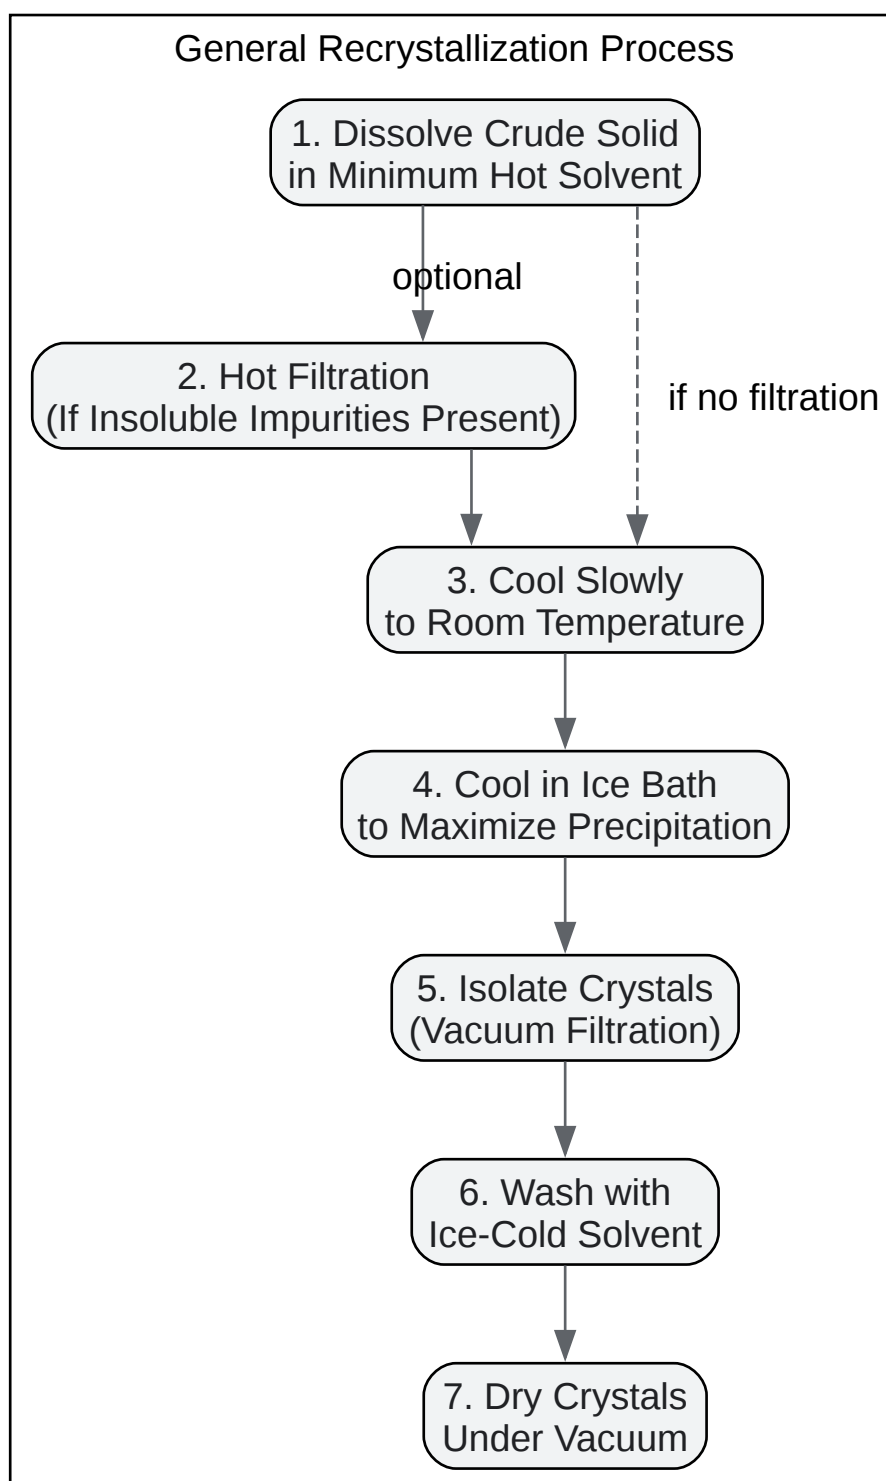 General Recrystallization Process
1. Dissolve Crude Solid
in Minimum Hot Solvent
optional
2. Hot Filtration
(If Insoluble Impurities Present)
if no filtration
3. Cool Slowly
to Room Temperature
4. Cool in Ice Bath
to Maximize Precipitation
5. Isolate Crystals
(Vacuum Filtration)
6. Wash with
Ice-Cold Solvent
7. Dry Crystals
Under Vacuum